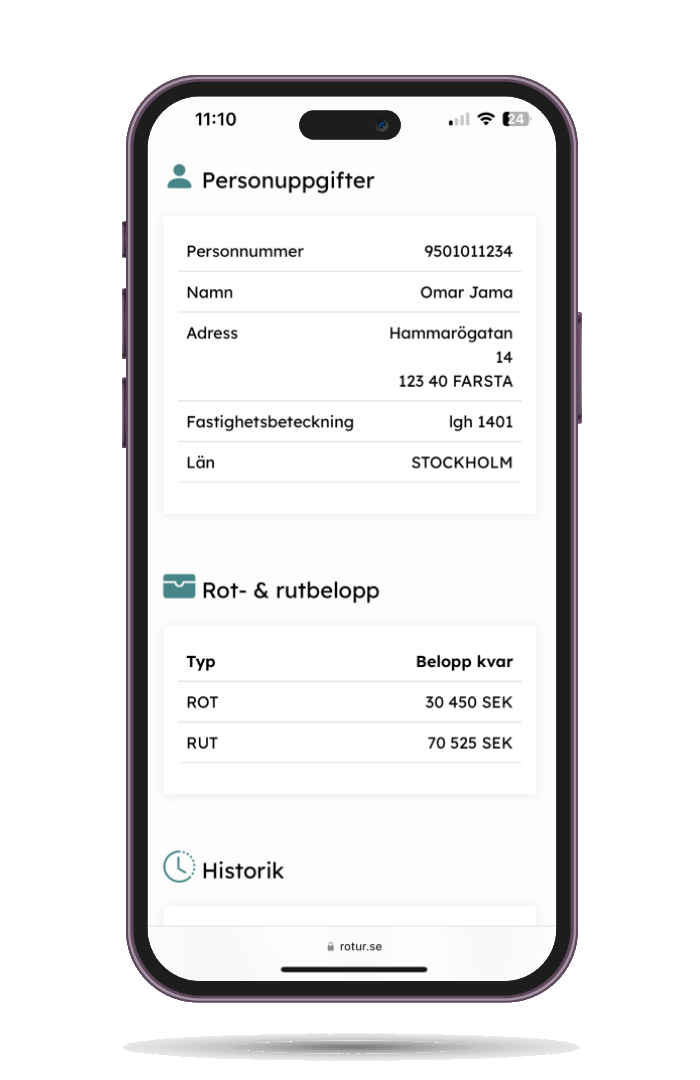 11:10
24
Personuppgifter
Personnummer 9501011234
Namn Omar Jama
Adress Hammarögatan
14
123 40 FARSTA
Fastighetsbeteckning lgh 1401
Län STOCKHOLM
Rot- & rutbelopp
Typ Belopp kvar
ROT 30 450 SEK
RUT 70 525 SEK
Historik
rotur.se